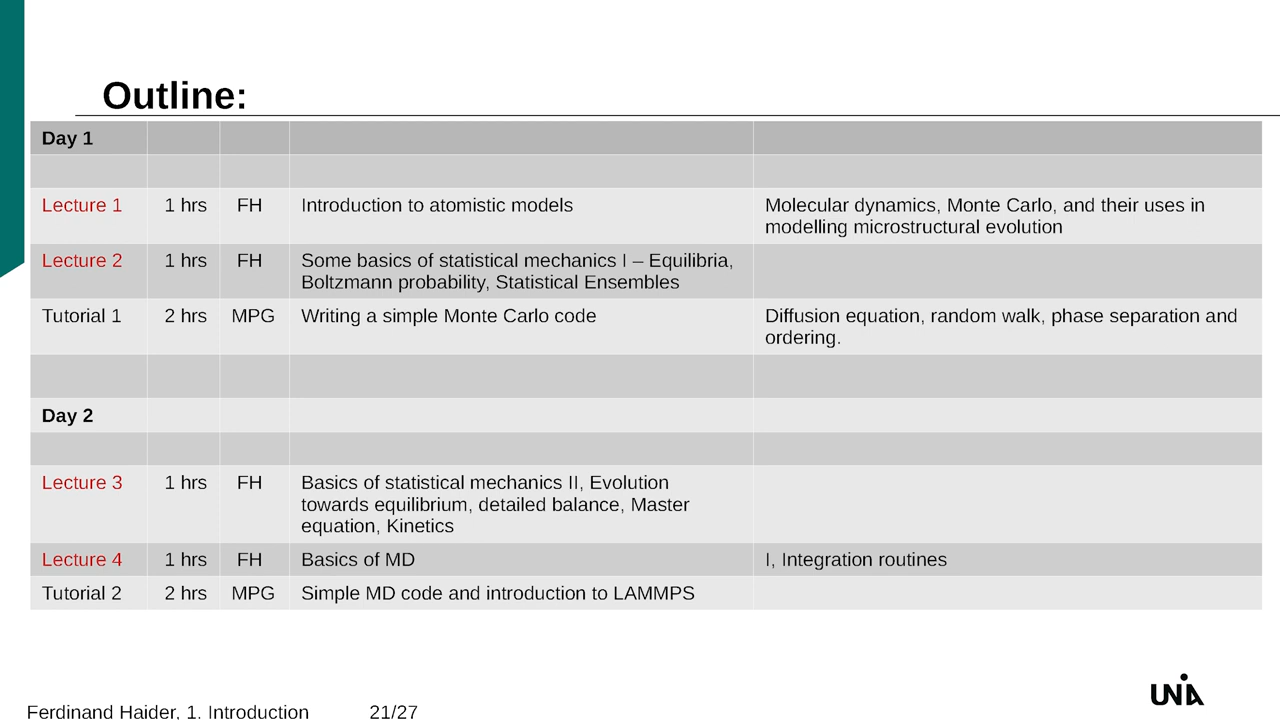 Outline:
Day 1
Lecture 1 1 hrs FH Introduction to atomistic models Molecular dynamics, Monte Carlo, and their uses in
modelling microstructural evolution
Lecture 2 1 hrs FH Some basics of statistical mechanics I – Equilibria,
Boltzmann probability, Statistical Ensembles
Tutorial 1 2 hrs MPG Writing a simple Monte Carlo code Diffusion equation, random walk, phase separation and
ordering.
Day 2
Lecture 3 1 hrs FH Basics of statistical mechanics II, Evolution
towards equilibrium, detailed balance, Master
equation, Kinetics
Lecture 4 1 hrs FH Basics of MD I, Integration routines
Tutorial 2 2 hrs MPG Simple MD code and introduction to LAMMPS
UNIA
Ferdinand Haider, 1. Introduction 21/27